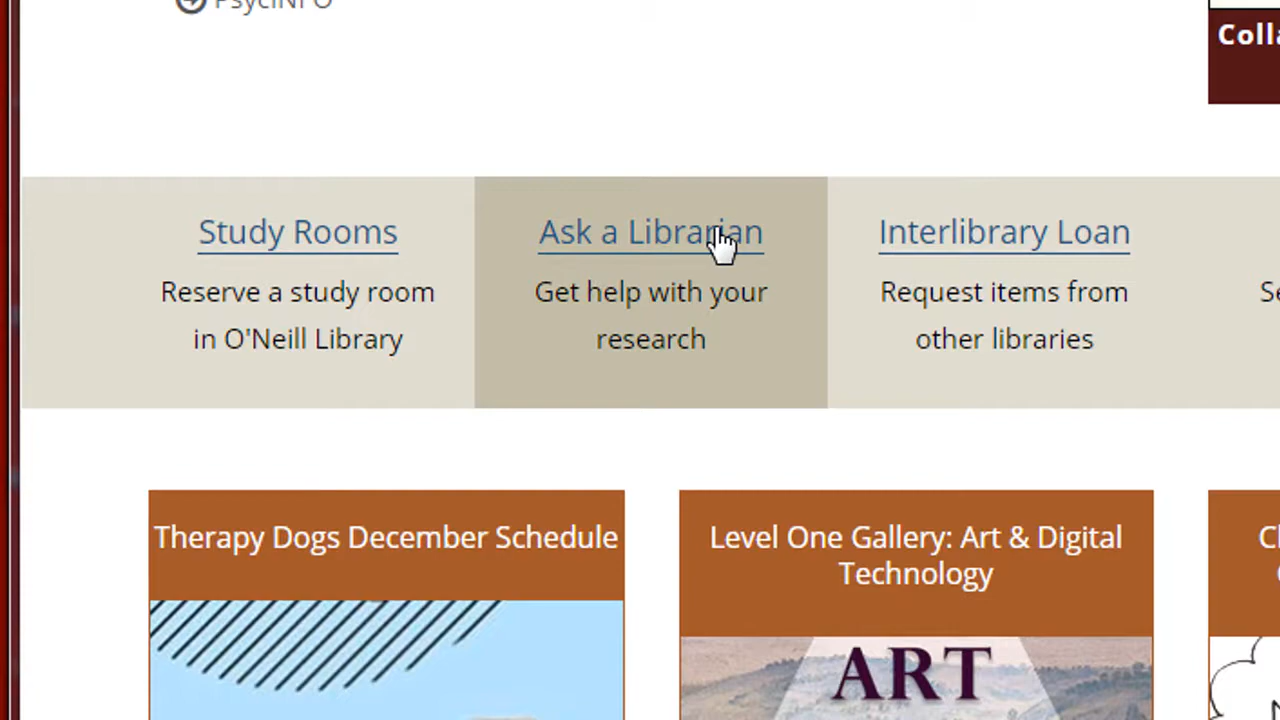 PsycINFO
Study Rooms
Reserve a study room
in O'Neill Library
Ask a Librarian
Get help with your
research
Interlibrary Loan
Request items from
other libraries
Therapy Dogs December Schedule
Level One Gallery: Art & Digital
Technology
ART